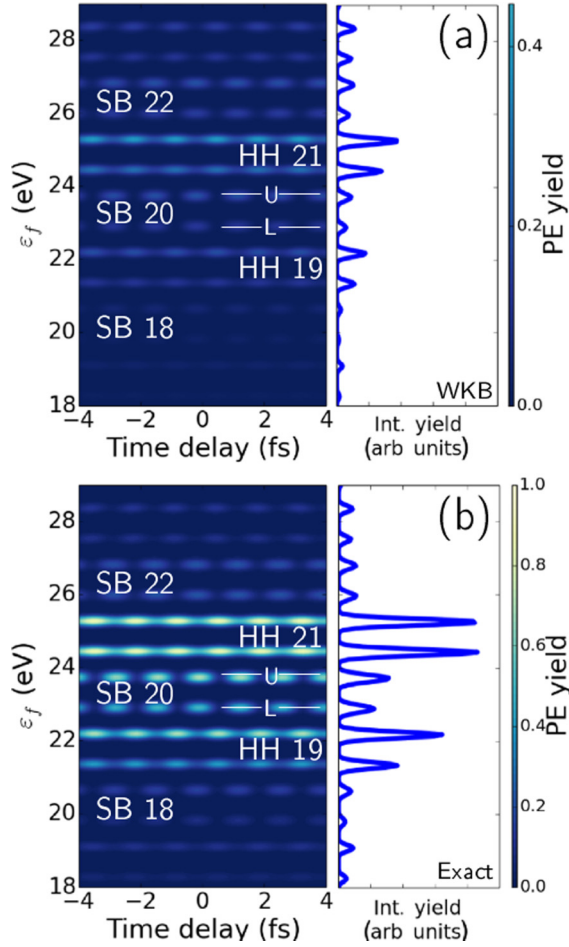 28
26
24
22
20
18
ε_f (eV)
SB 22
HH 21
U
SB 20
L
HH 19
SB 18
−4 −2 0 2 4
Time delay (fs)
(a)
WKB
Int. yield
(arb units)
0.4
0.2
0.0
PE yield
28
26
24
22
20
18
ε_f (eV)
SB 22
HH 21
U
SB 20
L
HH 19
SB 18
−4 −2 0 2 4
Time delay (fs)
(b)
Exact
Int. yield
(arb units)
1.0
0.8
0.6
0.4
0.2
0.0
PE yield